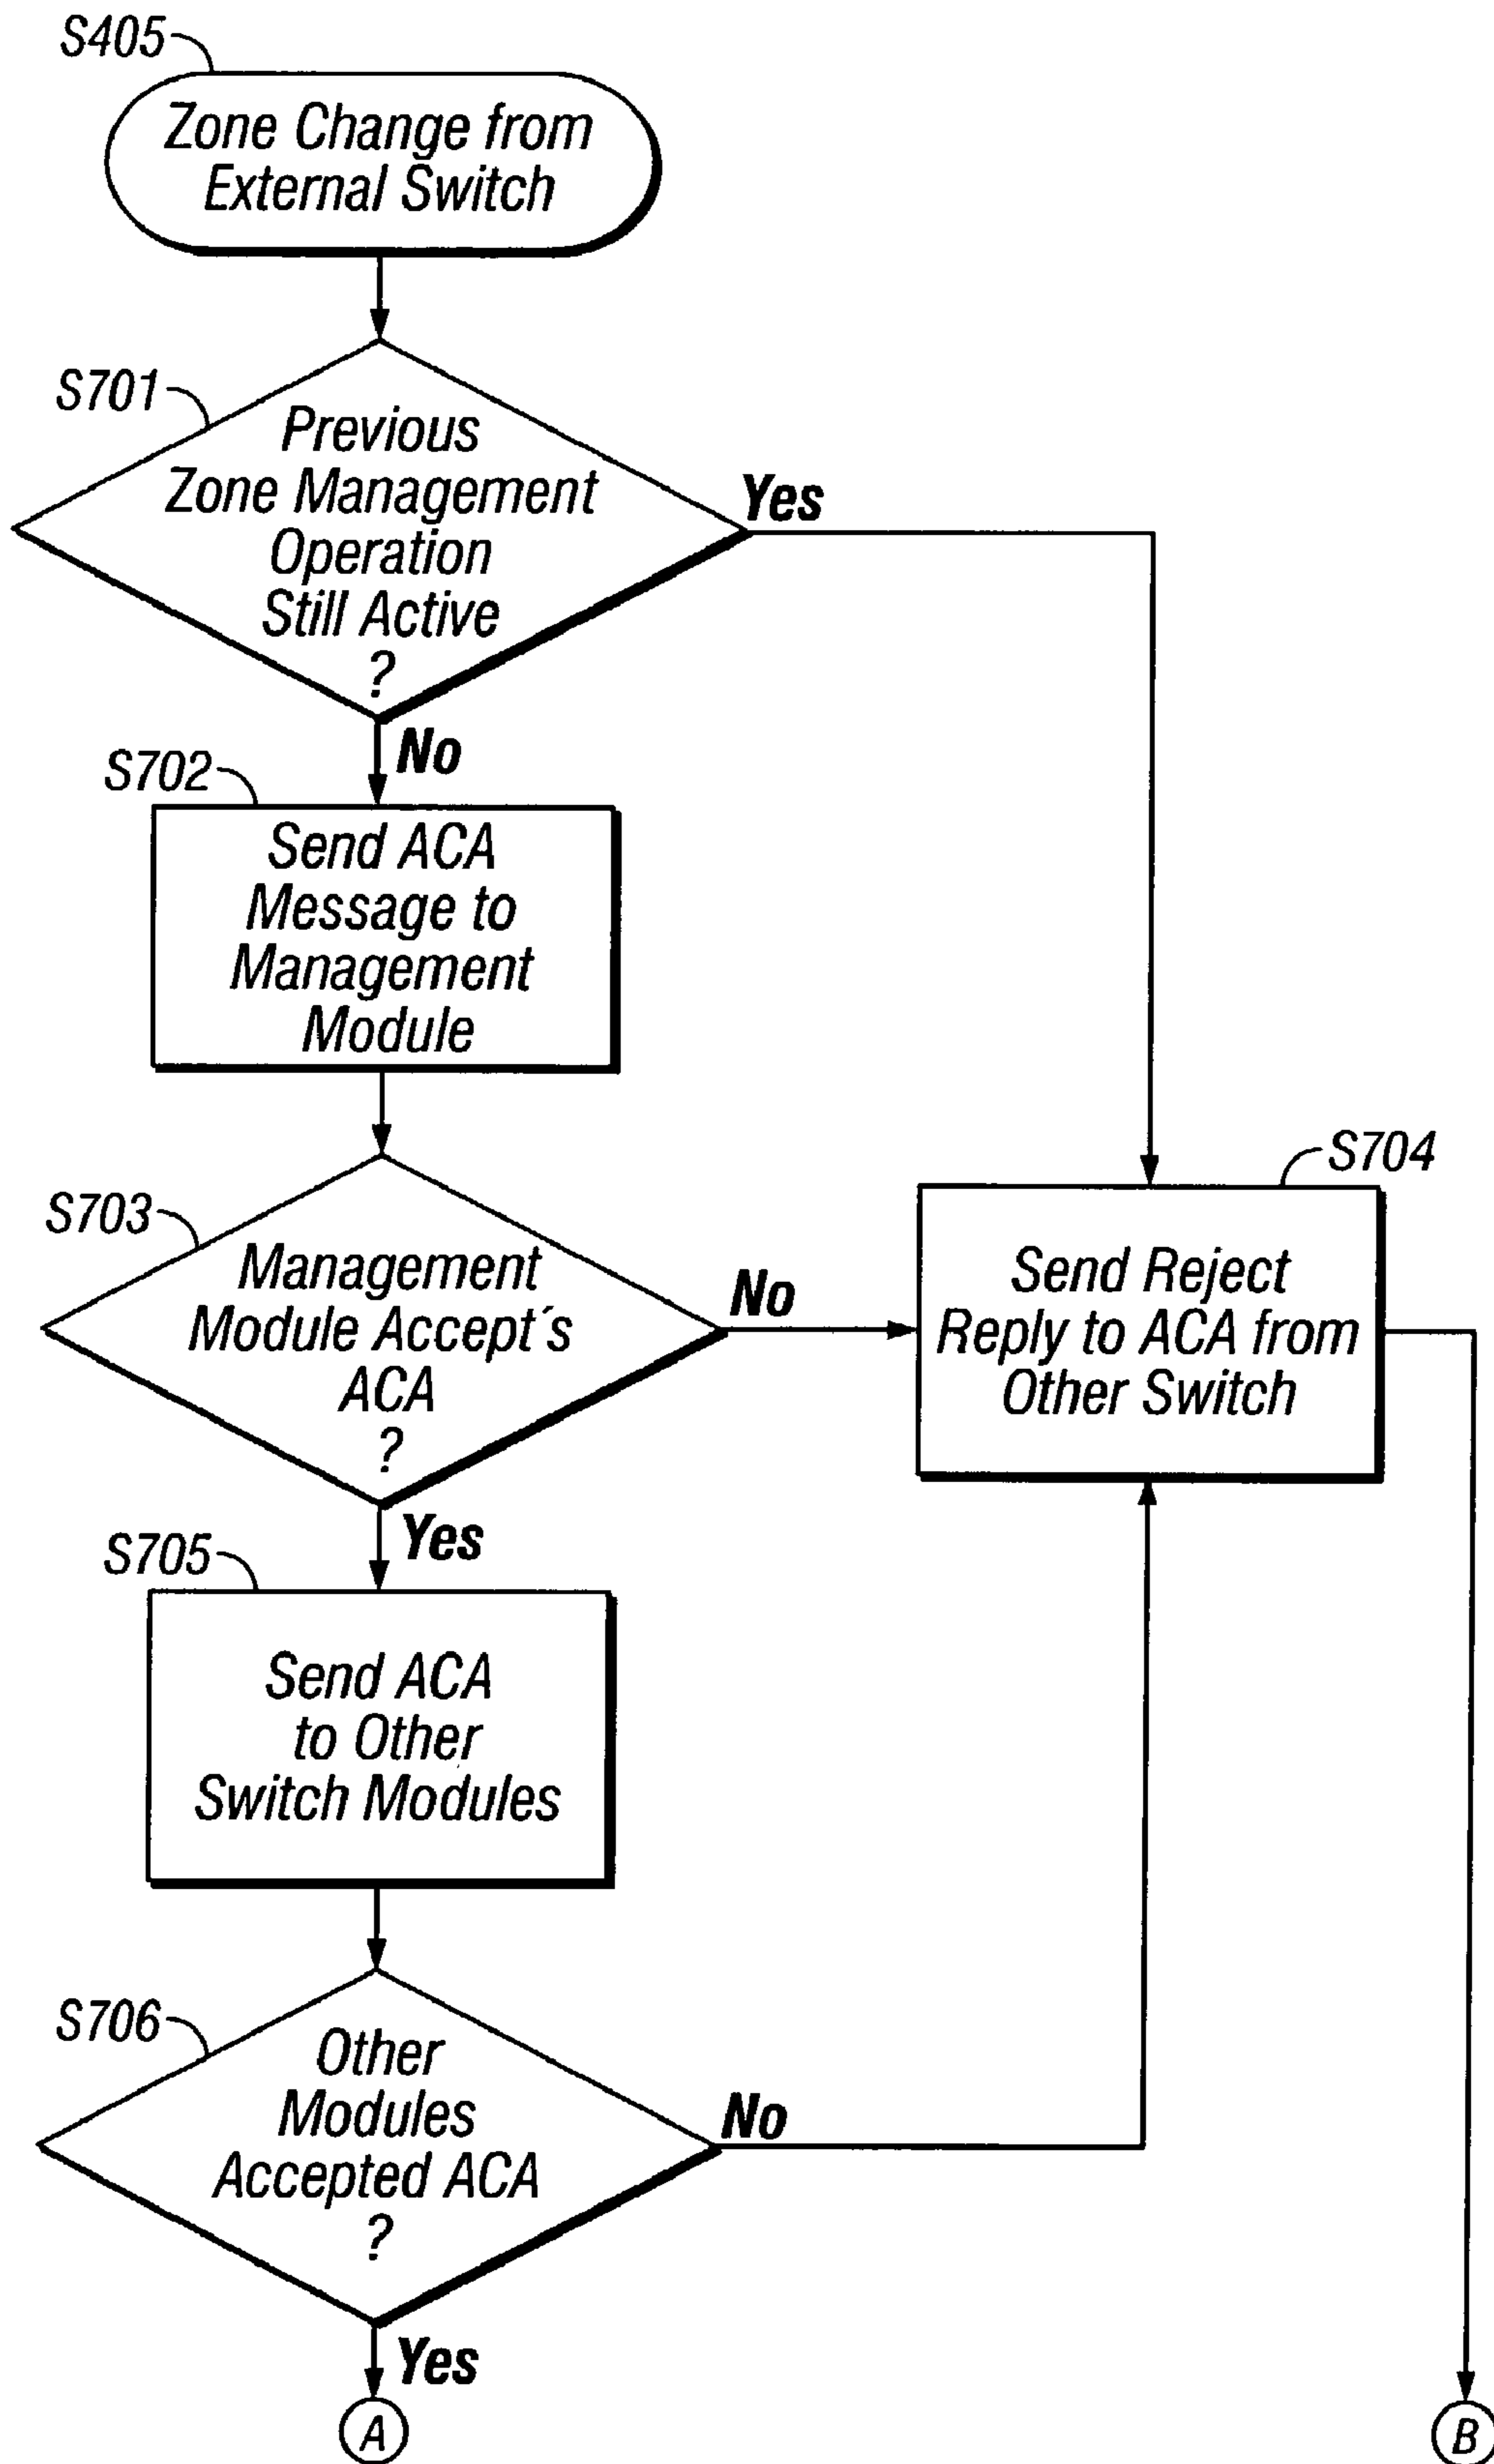 S405
Zone Change from
External Switch
S701
Previous
Zone Management
Operation
Still Active
?
Yes
No
S702
Send ACA
Message to
Management
Module
S703
Management
Module Accept´s
ACA
?
No
S704
Send Reject
Reply to ACA from
Other Switch
Yes
S705
Send ACA
to Other
Switch Modules
S706
Other
Modules
Accepted ACA
?
No
Yes
A
B